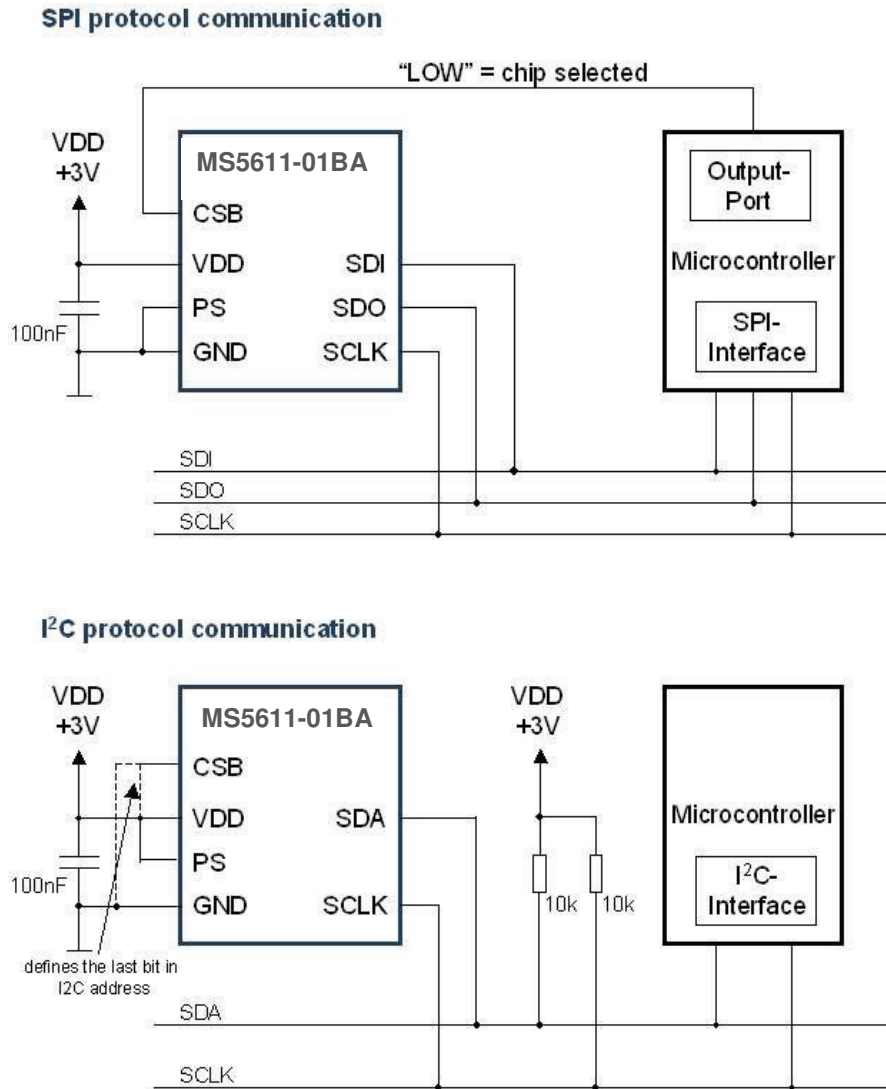 SPI protocol communication
“LOW” = chip selected
VDD
+3V
100nF
MS5611-01BA
CSB
VDD
PS
GND
SDI
SDO
SCLK
Output-
Port
Microcontroller
SPI-
Interface
SDI
SDO
SCLK
I²C protocol communication
VDD
+3V
100nF
defines the last bit in
I2C address
MS5611-01BA
CSB
VDD
PS
GND
SDA
SCLK
VDD
+3V
10k
10k
Microcontroller
I²C-
Interface
SDA
SCLK